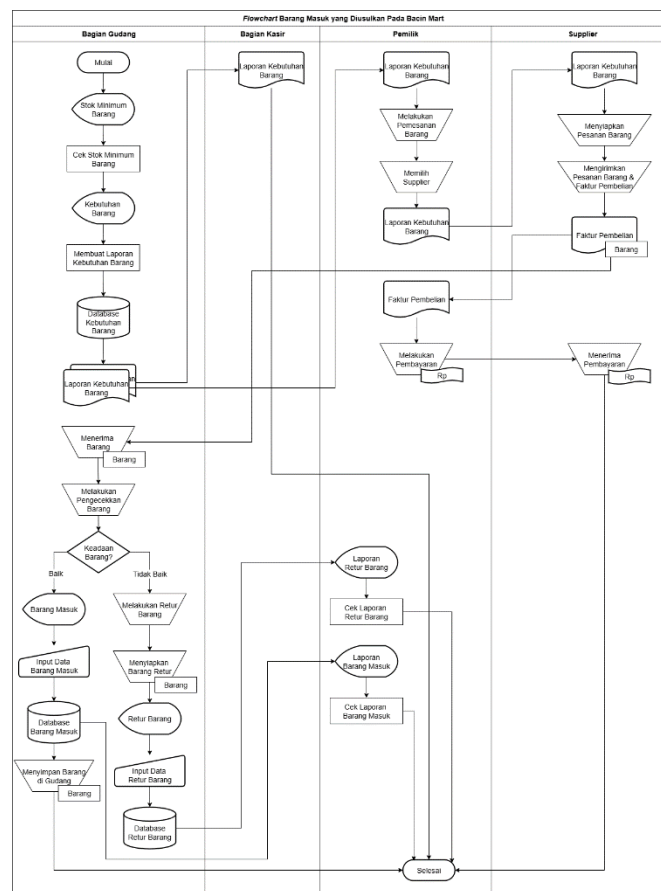 Flowchart Barang Masuk yang Diusulkan Pada Bacin Mart
Bagian Gudang
Bagian Kasir
Pemilik
Supplier
Mulai
Stok Minimum
Barang
Cek Stok Minimum
Barang
Kebutuhan
Barang
Membuat Laporan
Kebutuhan Barang
Database
Kebutuhan
Barang
Laporan Kebutuhan
Barang
Menerima
Barang
Barang
Melakukan
Pengecekkan
Barang
Keadaan
Barang?
Baik
Tidak Baik
Barang Masuk
Input Data
Barang Masuk
Database
Barang Masuk
Menyimpan Barang
di Gudang
Barang
Melakukan Retur
Barang
Menyiapkan
Barang Retur
Barang
Retur Barang
Input Data
Retur Barang
Database
Retur Barang
Laporan Kebutuhan
Barang
Laporan Kebutuhan
Barang
Melakukan
Pemesanan
Barang
Memilih
Supplier
Laporan Kebutuhan
Barang
Faktur Pembelian
Melakukan
Pembayaran
Rp
Laporan
Retur Barang
Cek Laporan
Retur Barang
Laporan
Barang Masuk
Cek Laporan
Barang Masuk
Selesai
Laporan Kebutuhan
Barang
Menyiapkan
Pesanan Barang
Mengirimkan
Pesanan Barang &
Faktur Pembelian
Faktur Pembelian
Barang
Menerima
Pembayaran
Rp